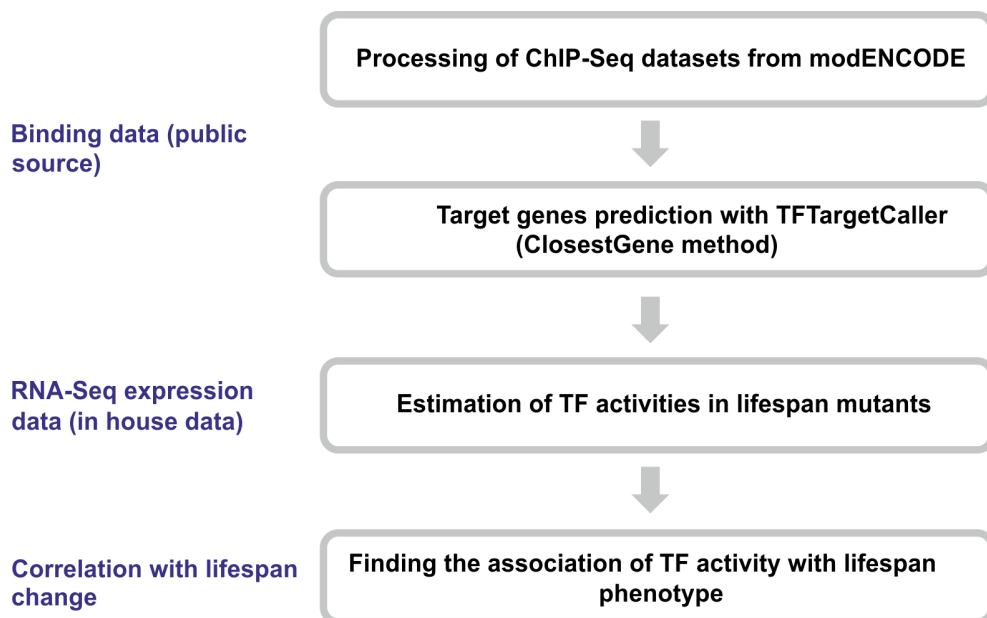 Processing of ChIP-Seq datasets from modENCODE
Binding data (public
source)
Target genes prediction with TFTargetCaller
(ClosestGene method)
RNA-Seq expression
data (in house data)
Estimation of TF activities in lifespan mutants
Correlation with lifespan
change
Finding the association of TF activity with lifespan
phenotype